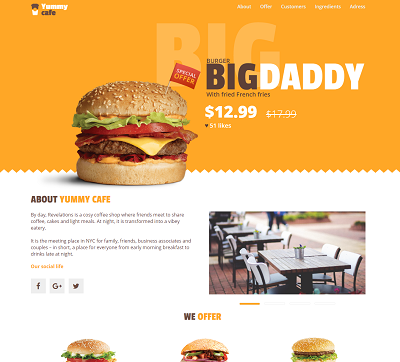 Yummy
cafe
About Offer Customers Ingredients Adress
BIG
SPECIAL
OFFER
BURGER
BIGDADDY
With fried French fries
$12.99 $17.99
♥ 51 likes
ABOUT YUMMY CAFE
By day, Revelations is a cosy coffee shop where friends meet to share
coffee, cakes and light meals. At night, it is transformed into a vibey
eatery.
It is the meeting place in NYC for family, friends, business associates and
couples – in short, a place for everyone from early morning breakfast to
drinks late at night.
Our social life
f G+
WE OFFER